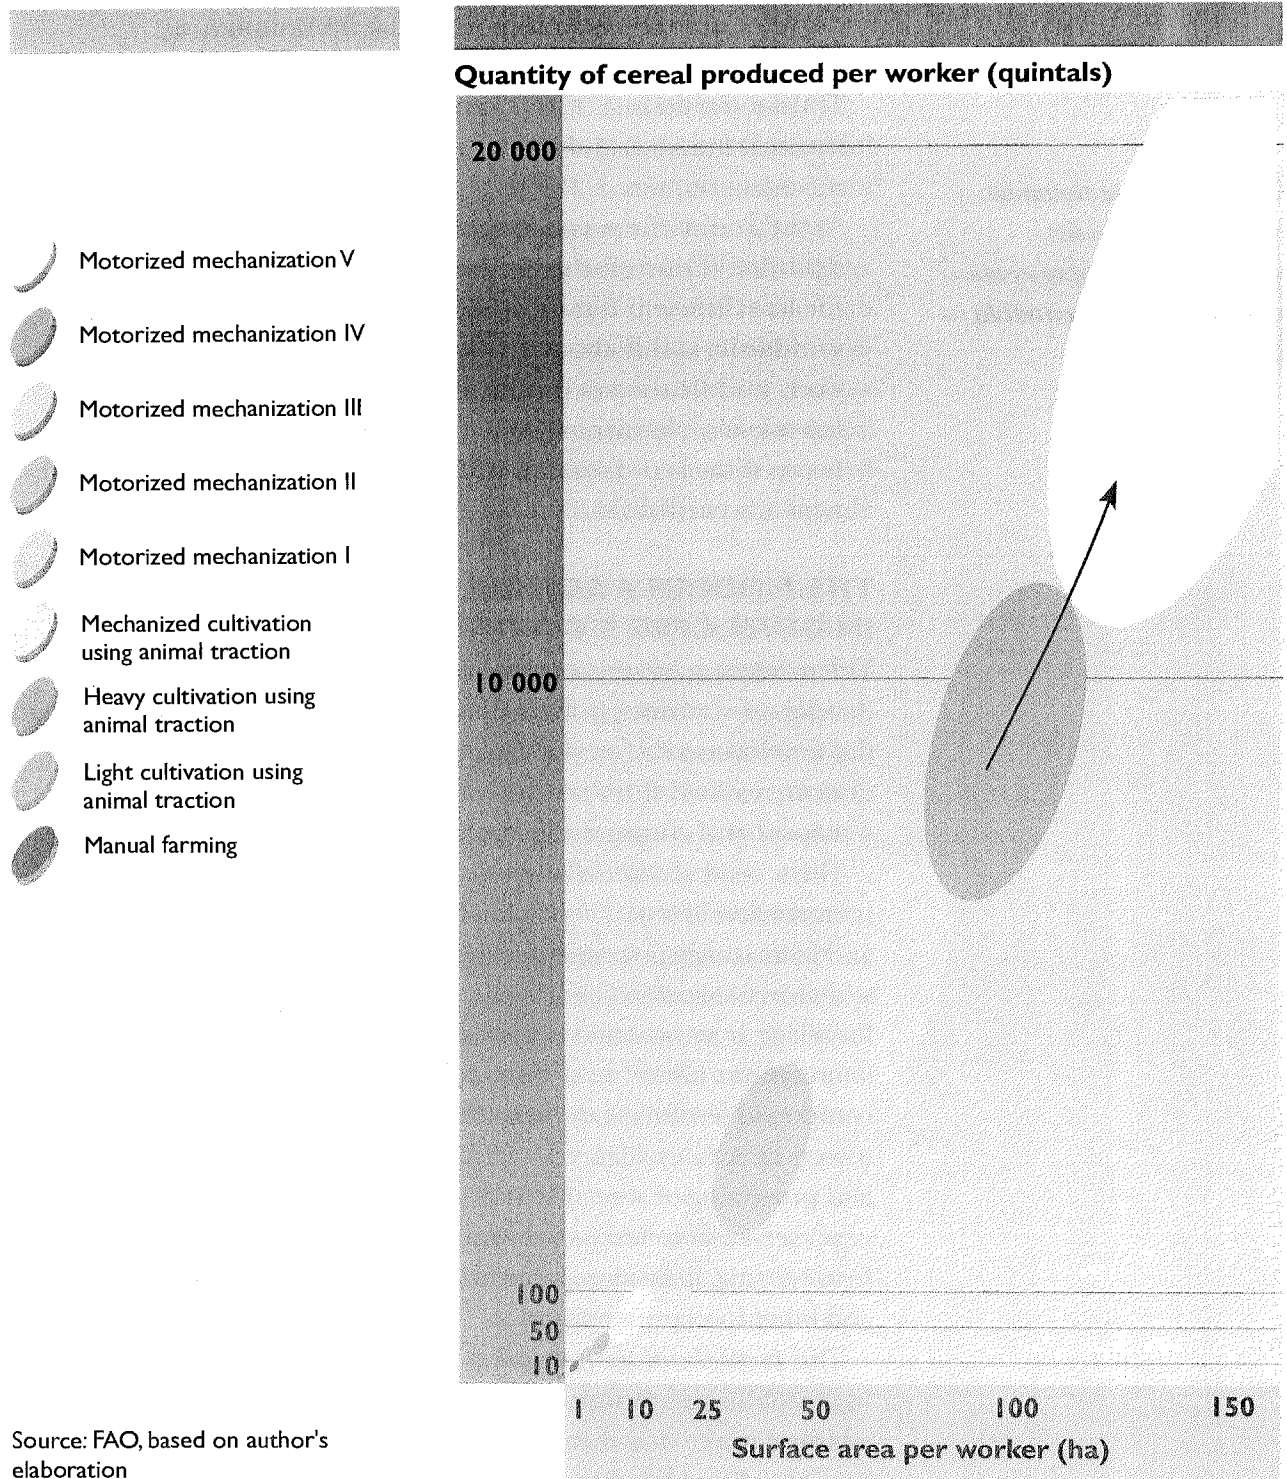 Quantity of cereal produced per worker (quintals)
20 000
10 000
100
50
10
1
10
25
50
100
150
Surface area per worker (ha)
Motorized mechanization V
Motorized mechanization IV
Motorized mechanization III
Motorized mechanization II
Motorized mechanization I
Mechanized cultivation
using animal traction
Heavy cultivation using
animal traction
Light cultivation using
animal traction
Manual farming
Source: FAO, based on author's
elaboration